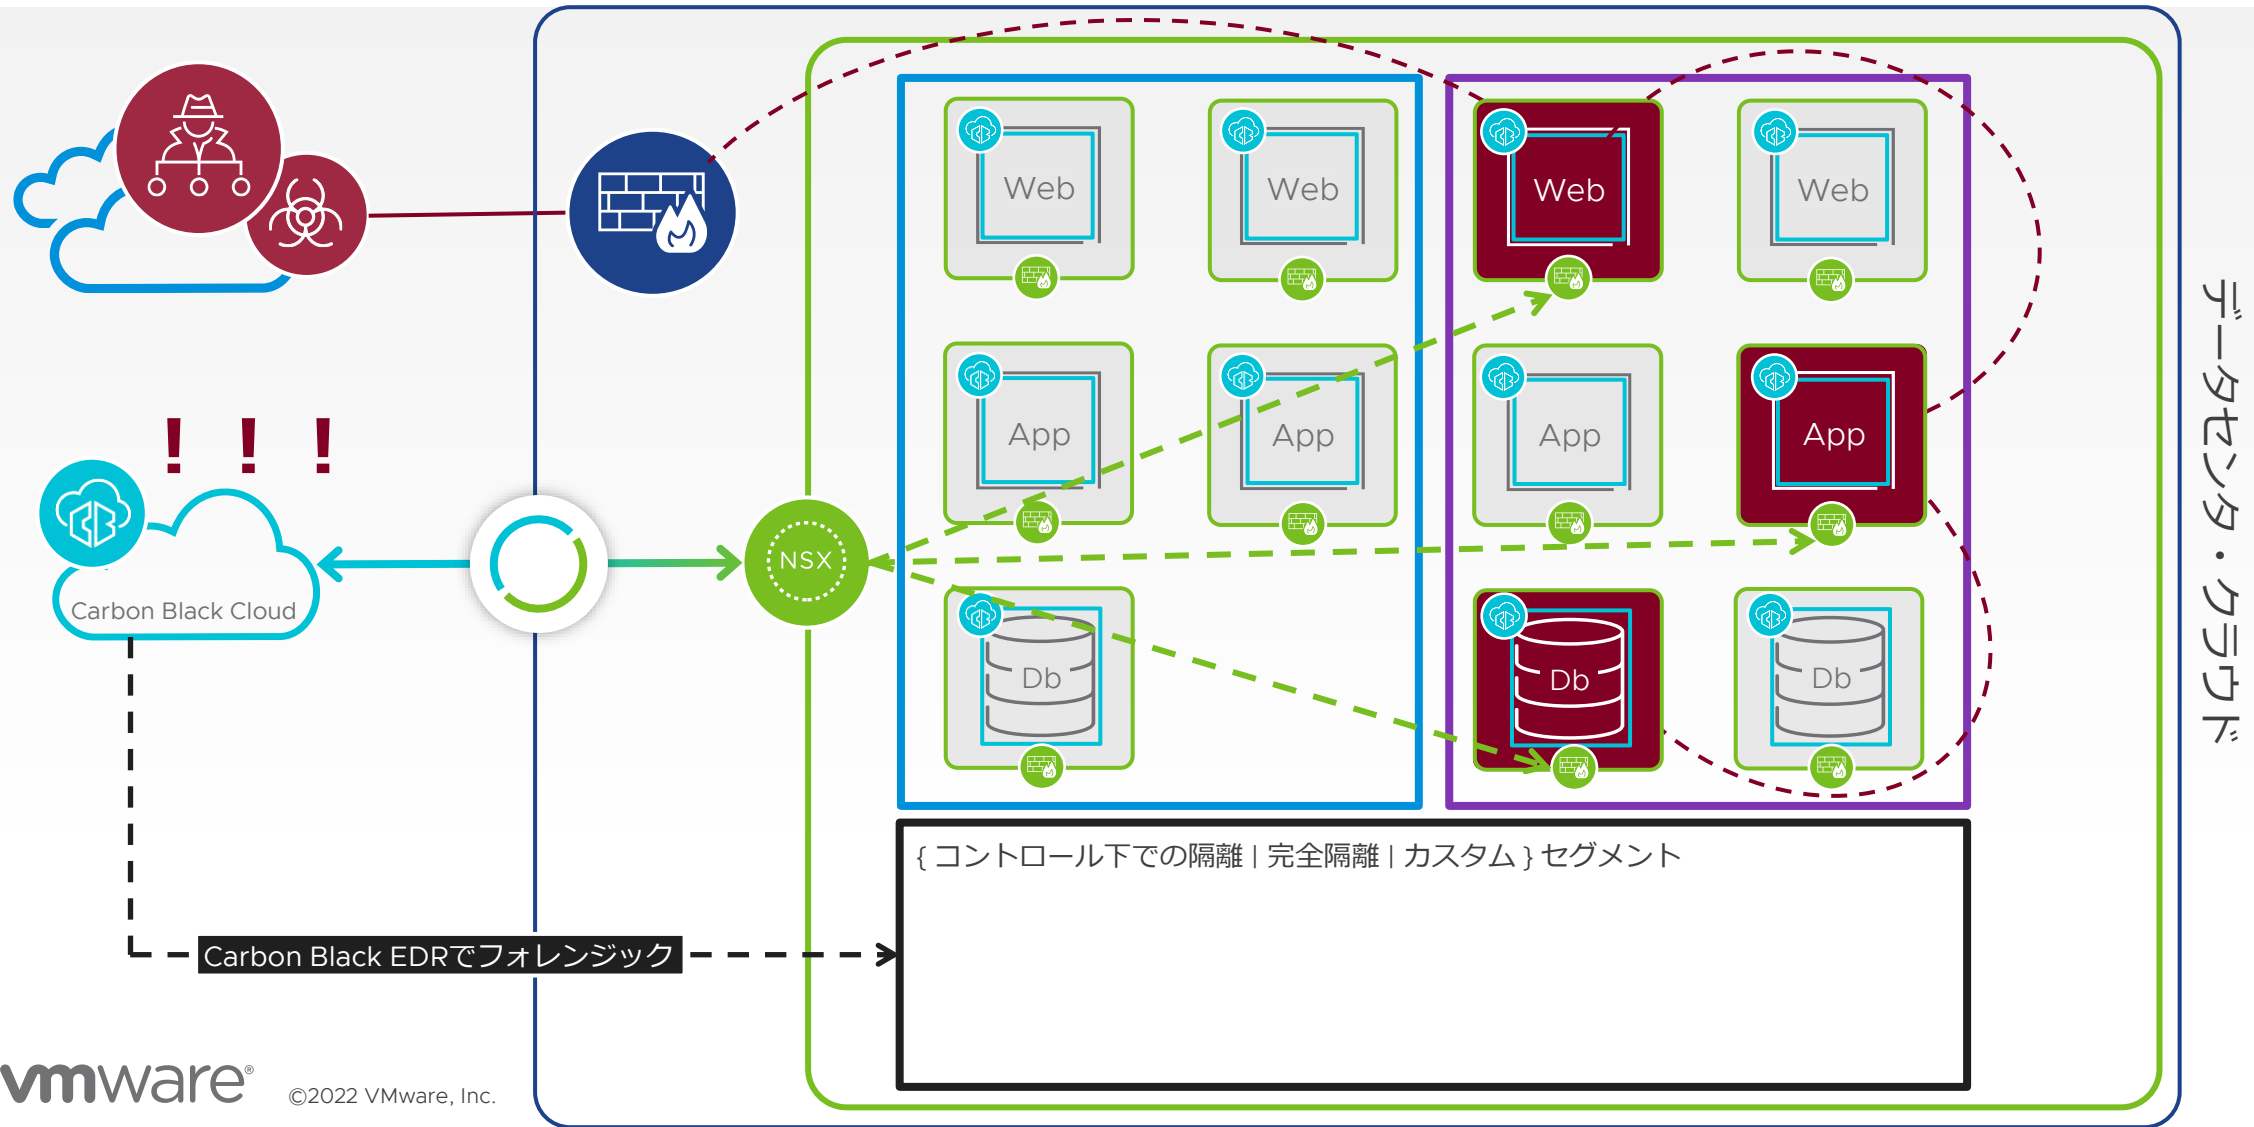 Web
Web
Web
Web
App
App
App
App
Db
Db
Db
! ! !
Carbon Black Cloud
NSX
{ コントロール下での隔離 | 完全隔離 | カスタム } セグメント
Carbon Black EDRでフォレンジック
データセンタ・クラウド
vmware®
©2022 VMware, Inc.